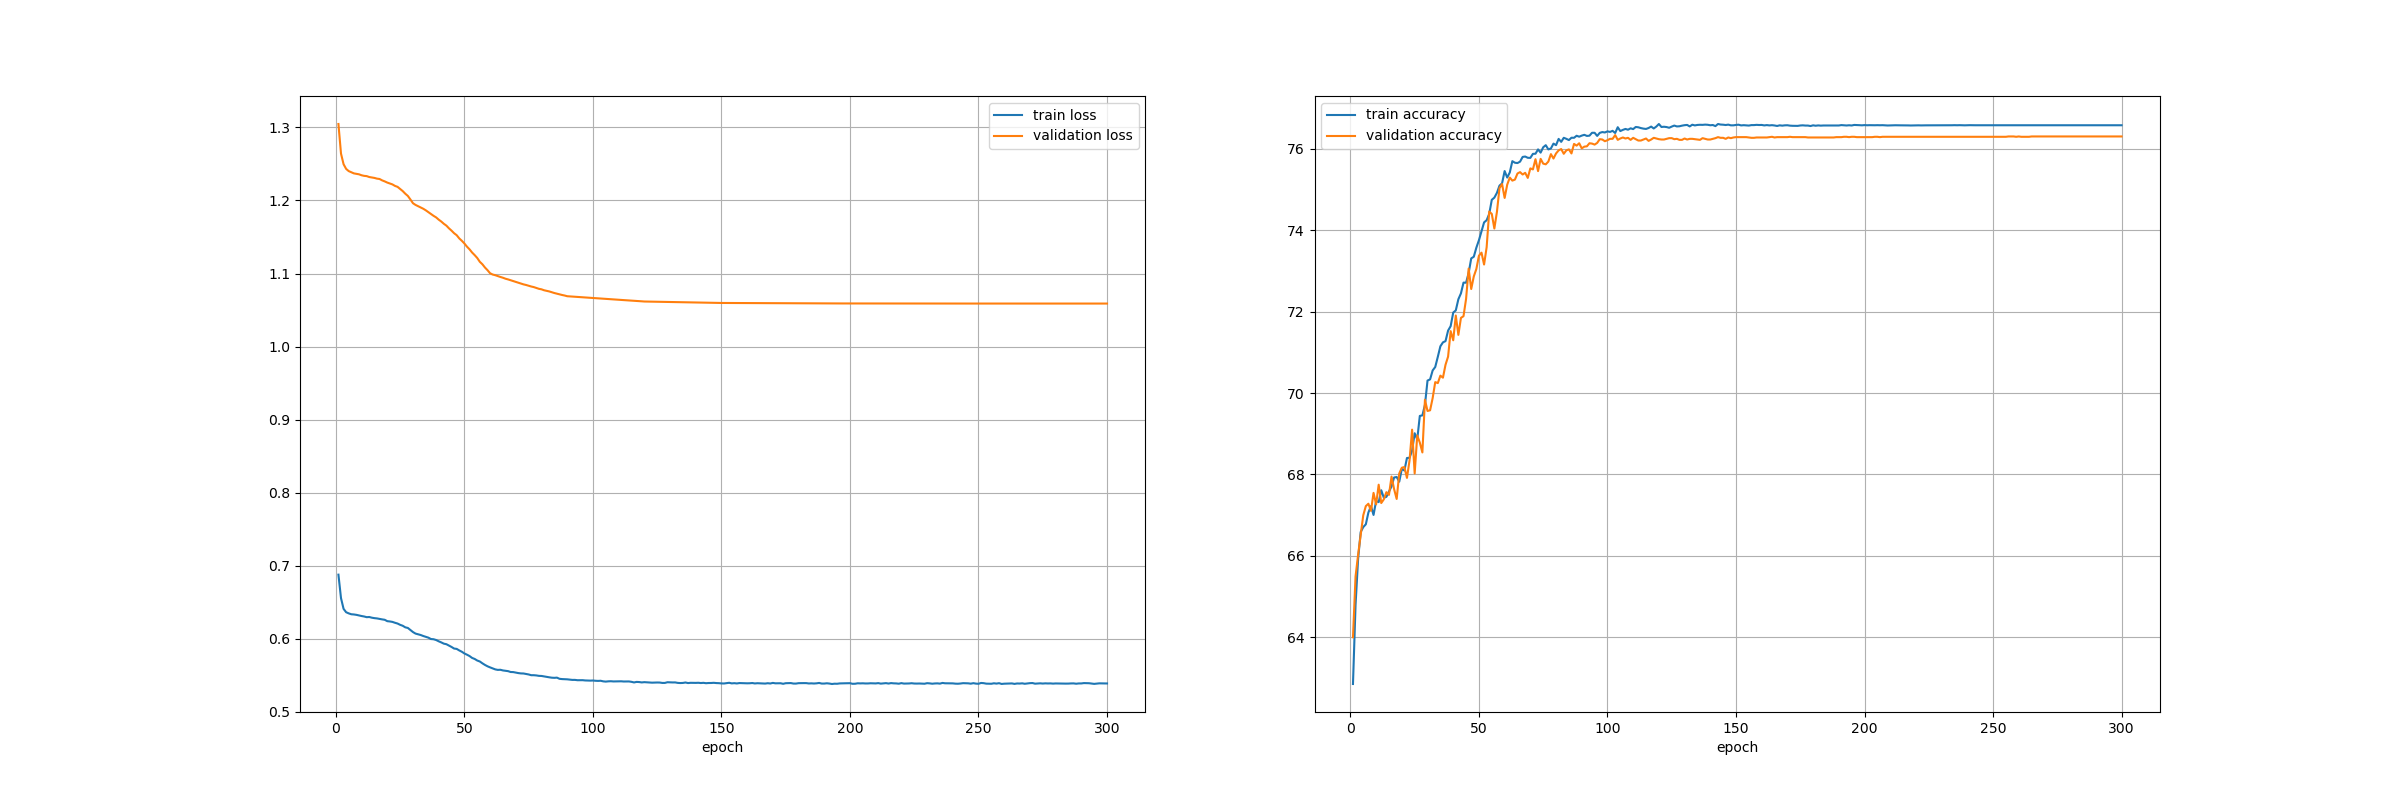 train loss
validation loss
1.3
1.2
1.1
1.0
0.9
0.8
0.7
0.6
0.5
0 50 100 150 200 250 300
epoch
train accuracy
validation accuracy
76
74
72
70
68
66
64
0 50 100 150 200 250 300
epoch